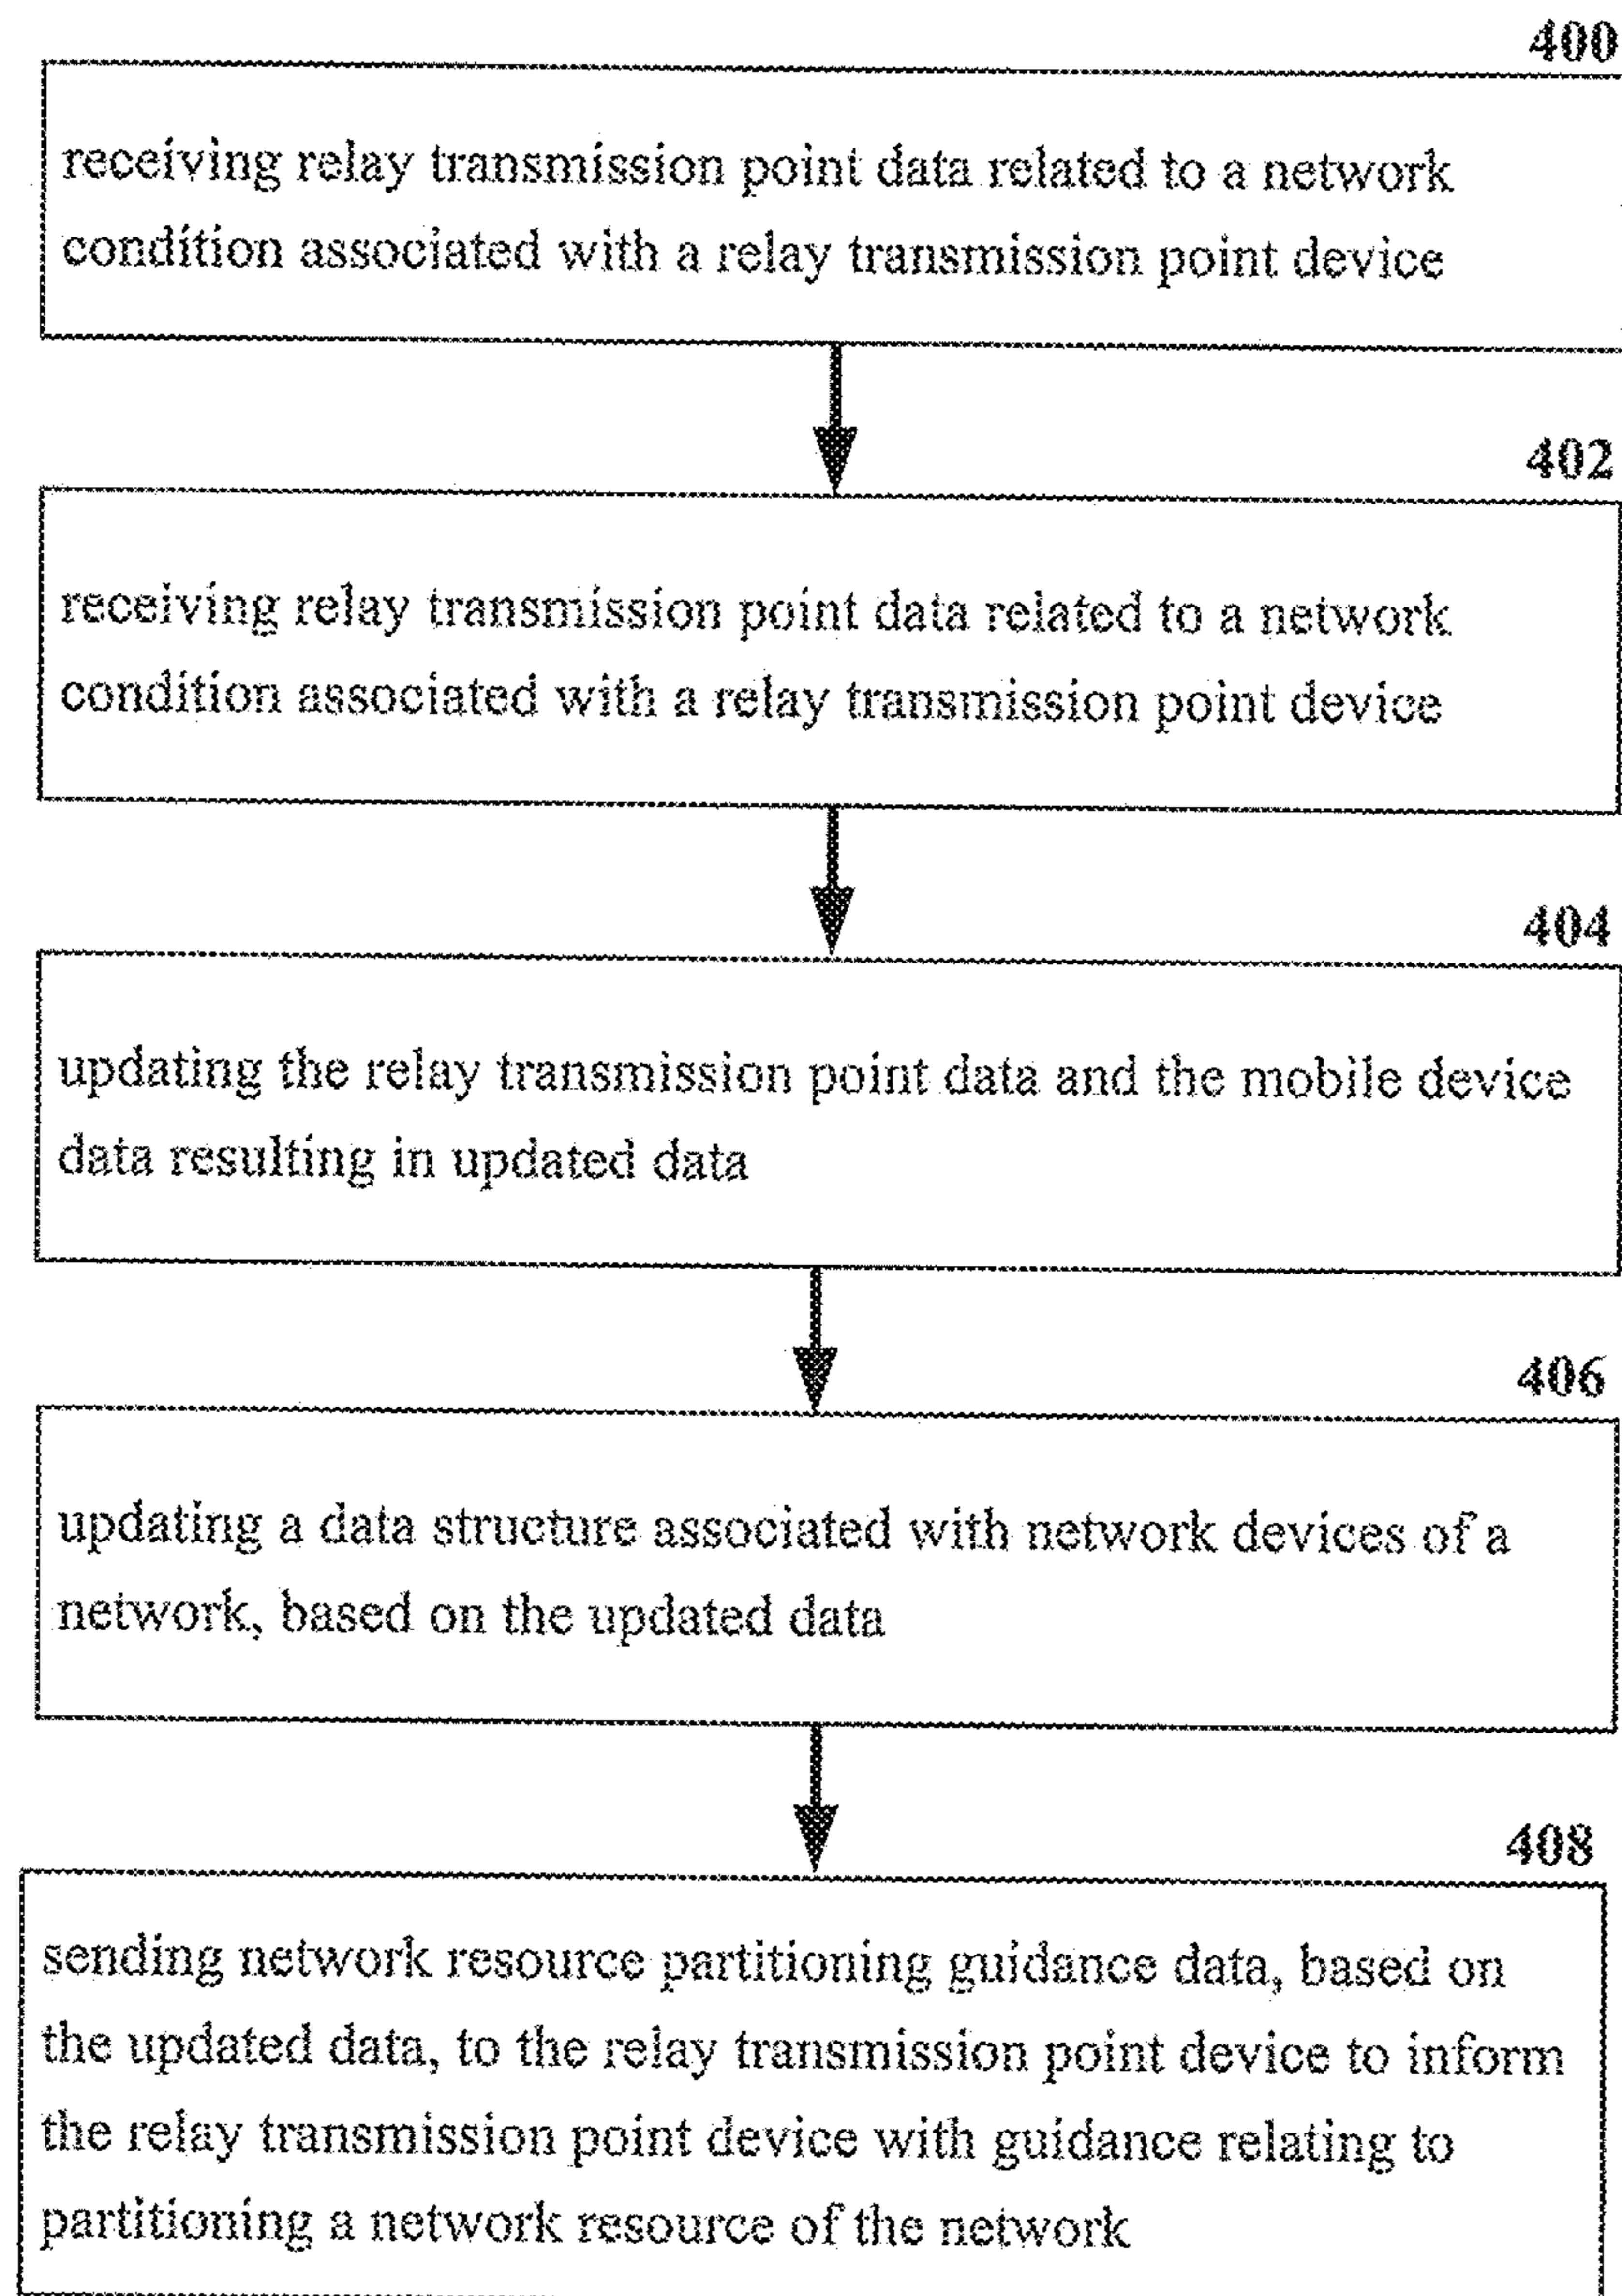 400
receiving relay transmission point data related to a network
condition associated with a relay transmission point device
402
receiving relay transmission point data related to a network
condition associated with a relay transmission point device
404
updating the relay transmission point data and the mobile device
data resulting in updated data
406
updating a data structure associated with network devices of a
network, based on the updated data
408
sending network resource partitioning guidance data, based on
the updated data, to the relay transmission point device to inform
the relay transmission point device with guidance relating to
partitioning a network resource of the network